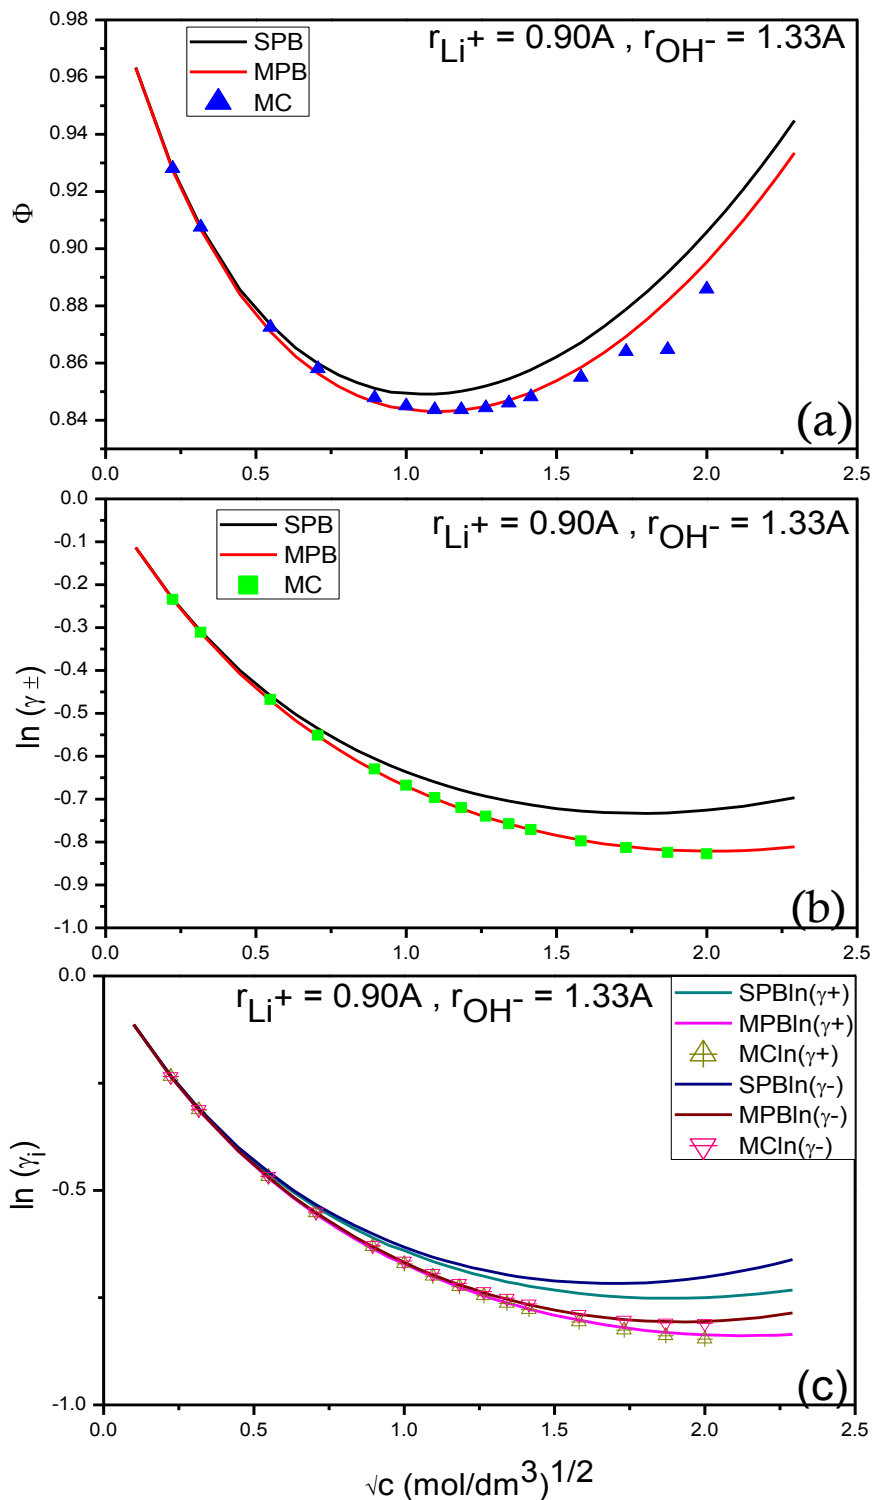 0.98
0.96
0.94
0.92
0.90
0.88
0.86
0.84
Φ
SPB
MPB
MC
r_Li+ = 0.90A , r_OH- = 1.33A
(a)
0.0 0.5 1.0 1.5 2.0 2.5
0.0
-0.1
-0.2
-0.3
-0.4
-0.5
-0.6
-0.7
-0.8
-0.9
-1.0
ln (γ ±)
SPB
MPB
MC
r_Li+ = 0.90A , r_OH- = 1.33A
(b)
0.0 0.5 1.0 1.5 2.0 2.5
0.0
-0.5
-1.0
ln (γi)
r_Li+ = 0.90A , r_OH- = 1.33A
SPBln(γ+)
MPBln(γ+)
MCln(γ+)
SPBln(γ-)
MPBln(γ-)
MCln(γ-)
(c)
0.0 0.5 1.0 1.5 2.0 2.5
√c (mol/dm³)^1/2